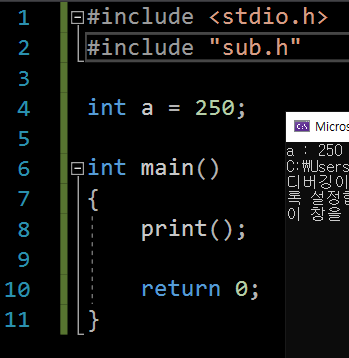 1 #include <stdio.h>
2 #include "sub.h"
3
4 int a = 250;
5
6 int main()
7 {
8 print();
9
10 return 0;
11 }
Micros
a : 250
C:\Users
디버깅이
록 설정한
이 창을